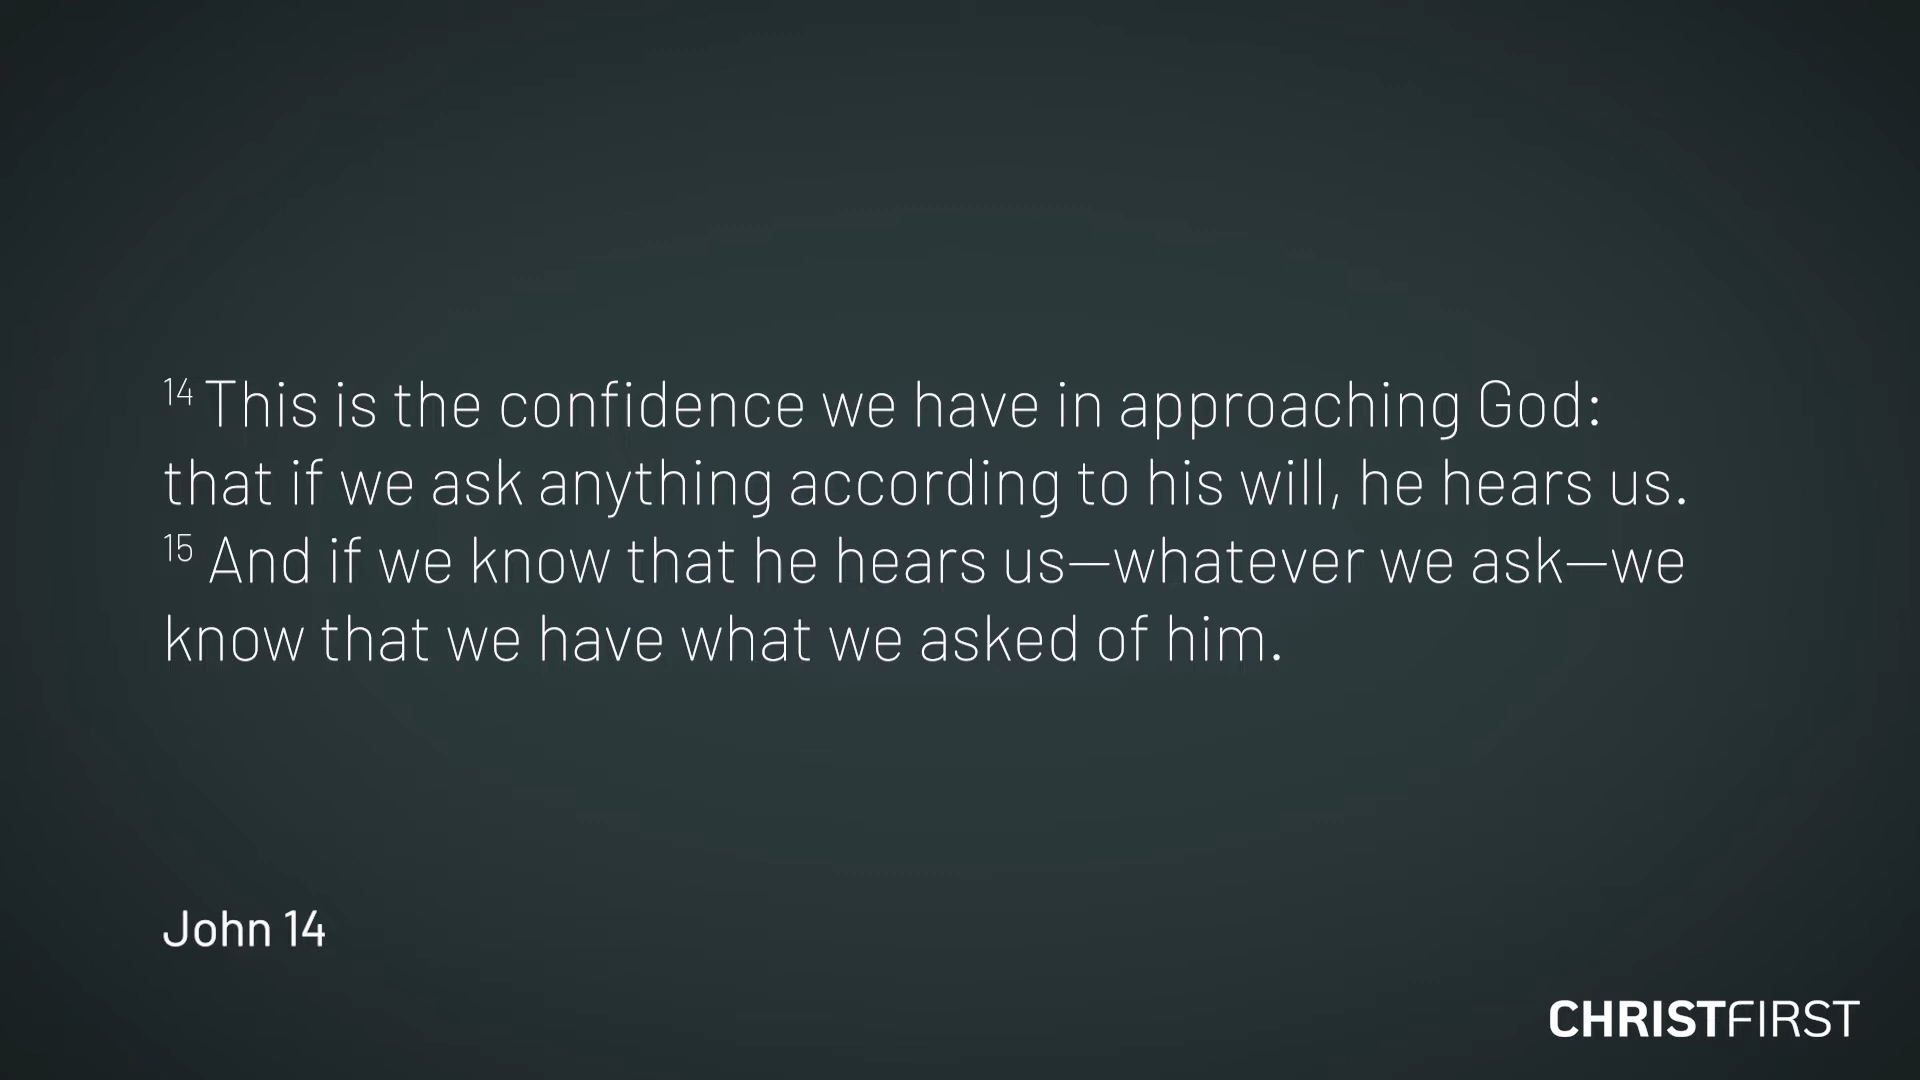 14 This is the confidence we have in approaching God:
that if we ask anything according to his will, he hears us.
15 And if we know that he hears us—whatever we ask—we
know that we have what we asked of him.
John 14
CHRISTFIRST